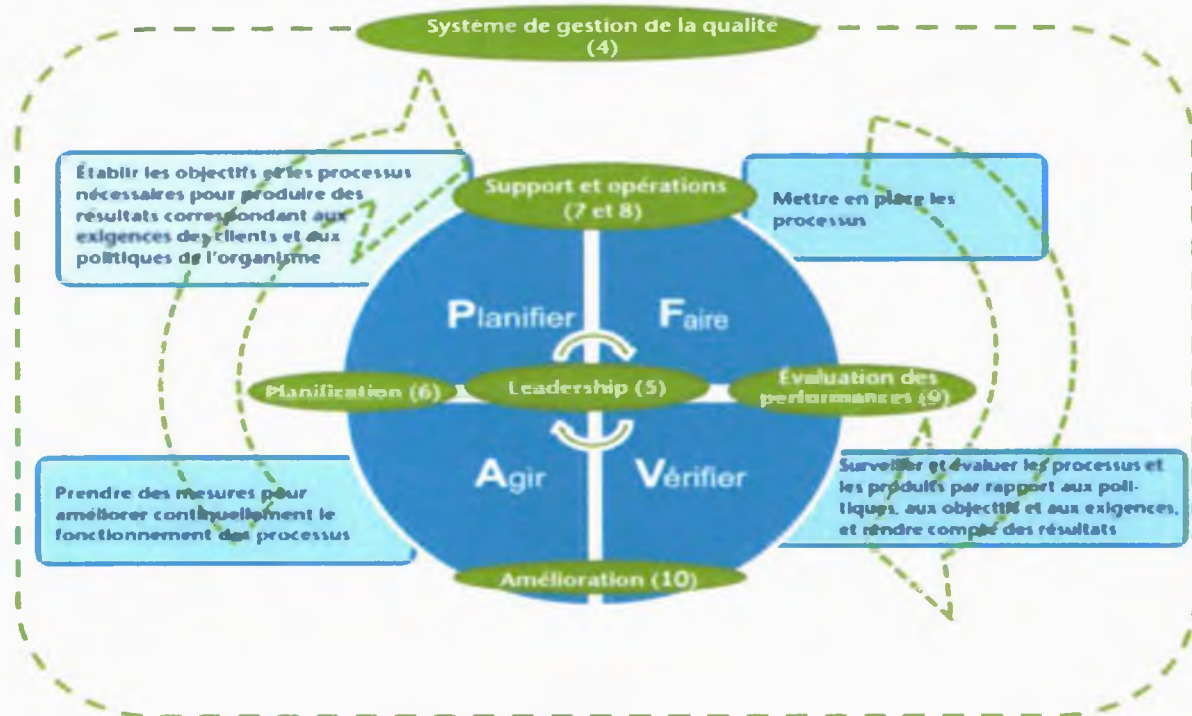 Système de gestion de la qualité
(4)
Établir les objectifs et les processus
nécessaires pour produire des
résultats correspondant aux
exigences des clients et aux
politiques de l'organisme
Support et opérations
(7 et 8)
Mettre en place les
processus
Planifier
Faire
Planification (6)
Leadership (5)
Évaluation des
performances (9)
Agir
Vérifier
Prendre des mesures pour
améliorer continuellement le
fonctionnement des processus
Surveiller et évaluer les processus et
les produits par rapport aux poli-
tiques, aux objectifs et aux exigences,
et rendre compte des résultats
Amélioration (10)